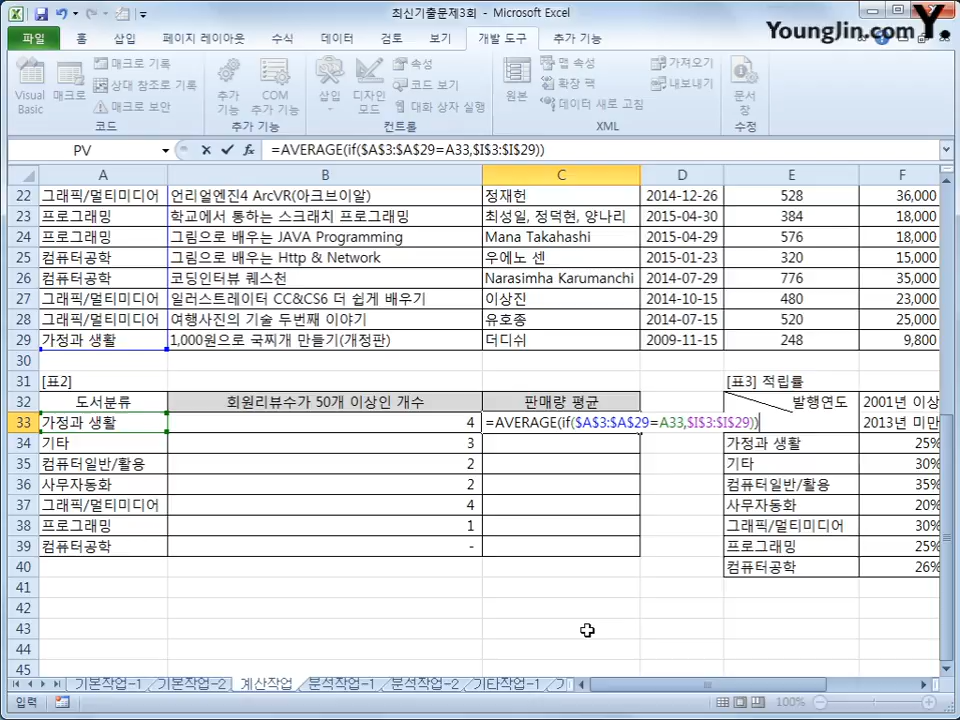 최신기출문제3회 - Microsoft Excel
Younglin.com Y.
파일 홈 삽입 페이지 레이아웃 수식 데이터 검토 보기 개발 도구 추가 기능
Visual Basic
매크로
매크로 기록
상대 참조로 기록
매크로 보안
코드
추가 기능
COM 추가 기능
추가 기능
삽입
디자인 모드
속성
코드 보기
대화 상자 실행
컨트롤
원본
맵 속성
확장 팩
데이터 새로 고침
가져오기
내보내기
XML
문서 창
수정
PV =AVERAGE(if($A$3:$A$29=A33,$I$3:$I$29))
A B C D E F
22 그래픽/멀티미디어 언리얼엔진4 ArcVR(아크브이알) 정재헌 2014-12-26 528 36,000
23 프로그래밍 학교에서 통하는 스크래치 프로그래밍 최성일, 정덕현, 양나리 2015-04-30 384 18,000
24 프로그래밍 그림으로 배우는 JAVA Programming Mana Takahashi 2015-04-29 576 18,000
25 컴퓨터공학 그림으로 배우는 Http & Network 우에노 센 2015-01-23 320 15,000
26 컴퓨터공학 코딩인터뷰 퀘스천 Narasimha Karumanchi 2014-07-29 776 35,000
27 그래픽/멀티미디어 일러스트레이터 CC&CS6 더 쉽게 배우기 이상진 2014-10-15 480 23,000
28 그래픽/멀티미디어 여행사진의 기술 두번째 이야기 유호종 2014-07-15 520 25,000
29 가정과 생활 1,000원으로 국찌개 만들기(개정판) 더디쉬 2009-11-15 248 9,800
30
31 [표2] [표3] 적립률
32 도서분류 회원리뷰수가 50개 이상인 개수 판매량 평균 발행연도 2001년 이상
33 가정과 생활 4 =AVERAGE(if($A$3:$A$29=A33,$I$3:$I$29)) 2013년 미만
34 기타 3 가정과 생활 25%
35 컴퓨터일반/활용 2 기타 30%
36 사무자동화 2 컴퓨터일반/활용 35%
37 그래픽/멀티미디어 4 사무자동화 20%
38 프로그래밍 1 그래픽/멀티미디어 30%
39 컴퓨터공학 - 프로그래밍 25%
40 컴퓨터공학 26%
41
42
43
44
45
기본작업-1 기본작업-2 계산작업 분석작업-1 분석작업-2 기타작업-1 기
입력 100%